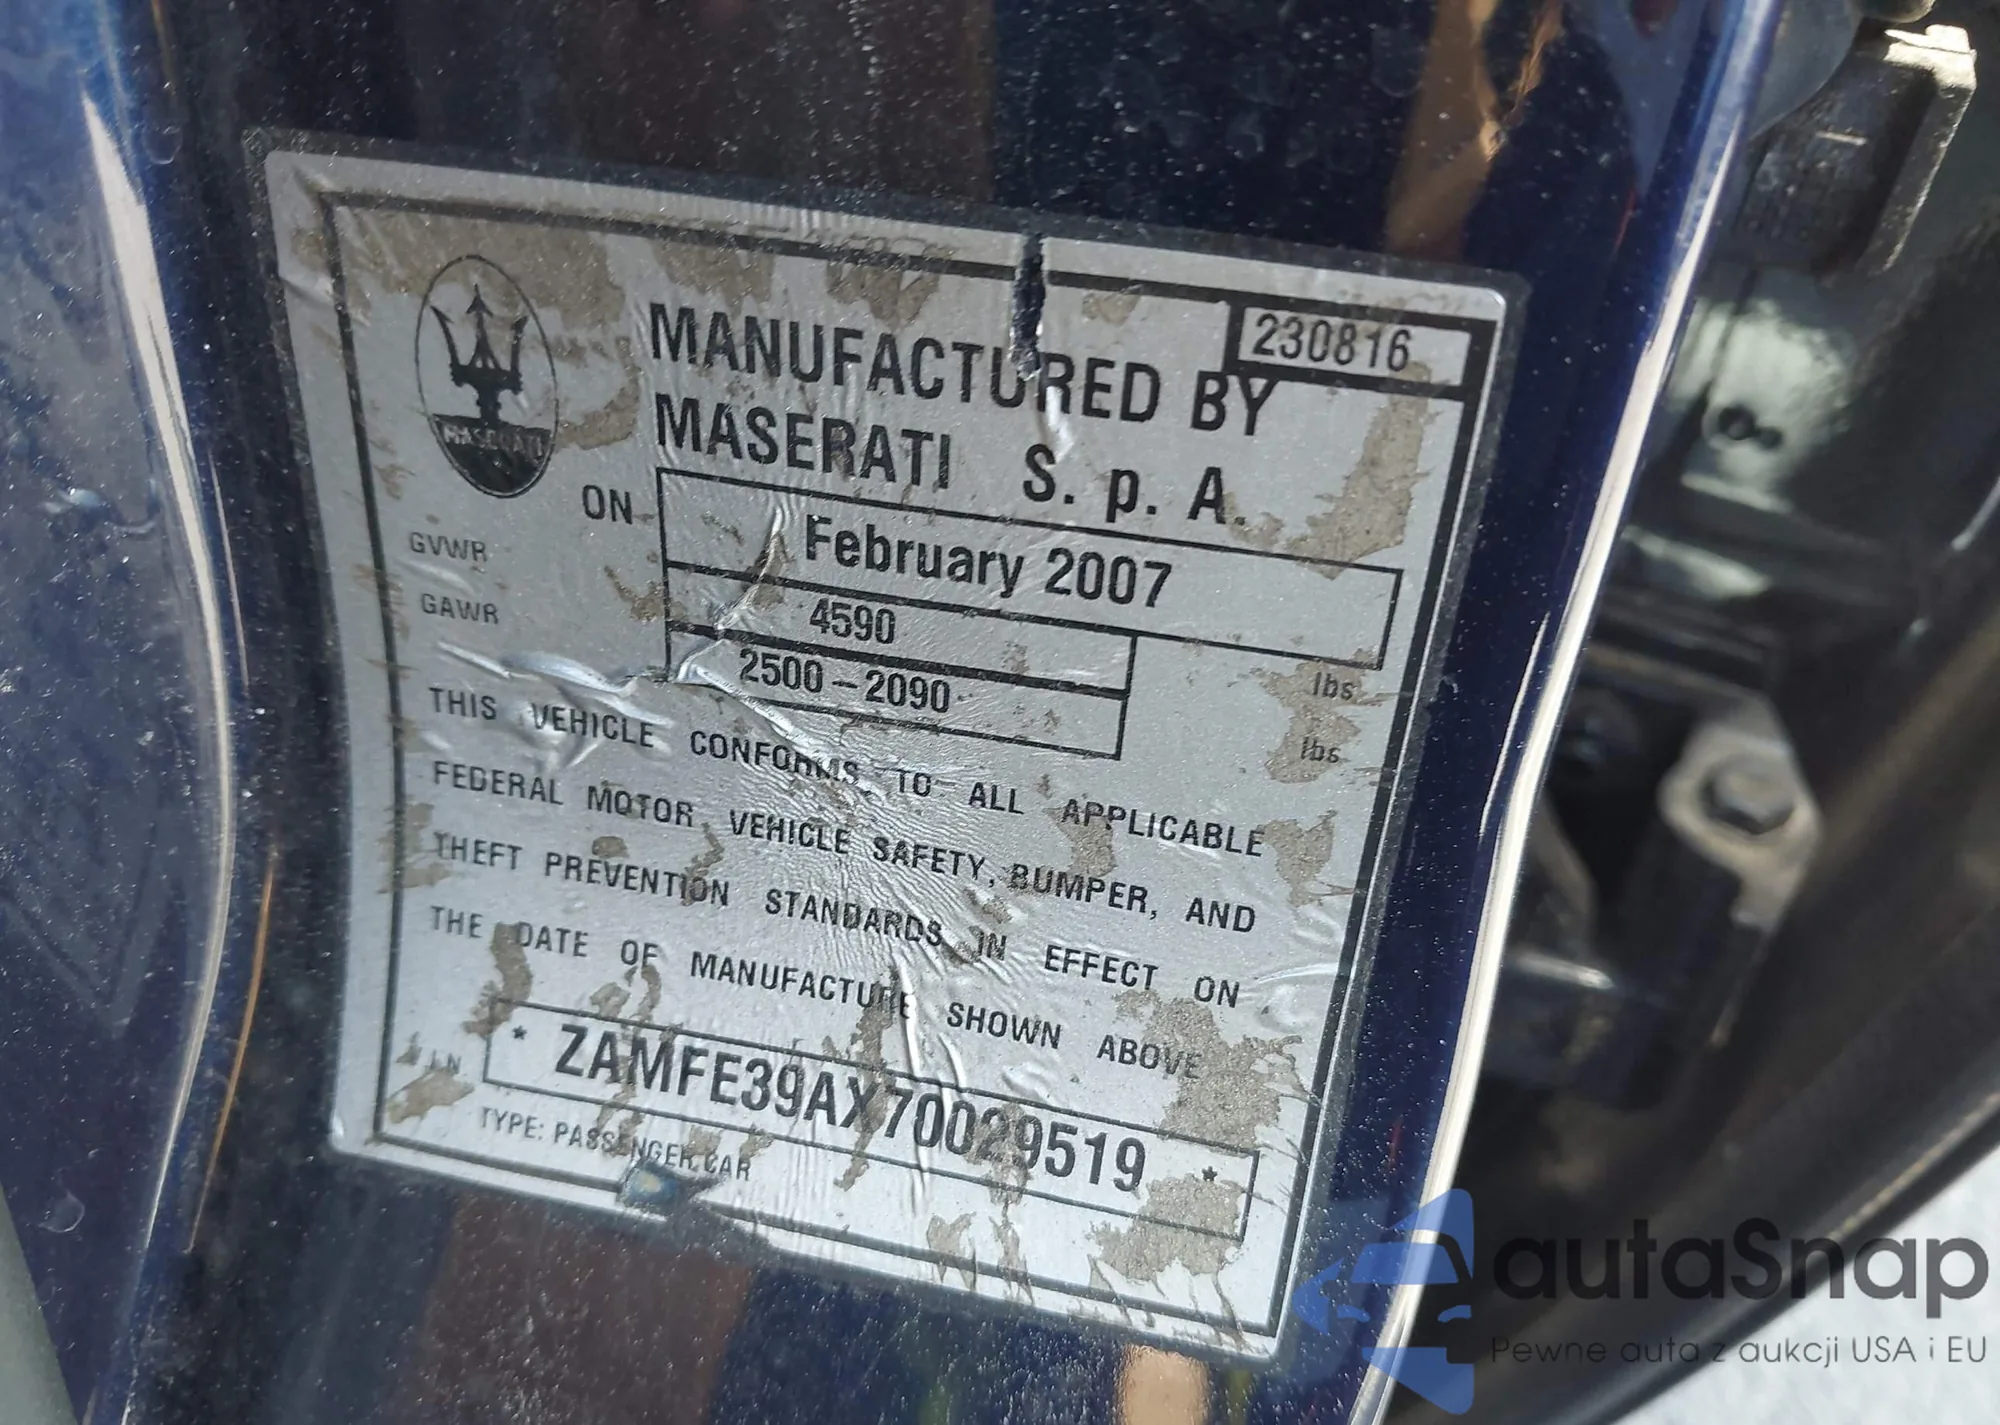 230816
MANUFACTURED BY
MASERATI S. p. A.
MASERATI
ON February 2007
GVWR 4590 lbs
GAWR 2500-2090 lbs
THIS VEHICLE CONFORMS TO ALL APPLICABLE
FEDERAL MOTOR VEHICLE SAFETY, BUMPER, AND
THEFT PREVENTION STANDARDS IN EFFECT ON
THE DATE OF MANUFACTURE SHOWN ABOVE
* ZAMFE39AX70029519 *
TYPE: PASSENGER CAR
autaSnap
Pewne auta z aukcji USA i EU